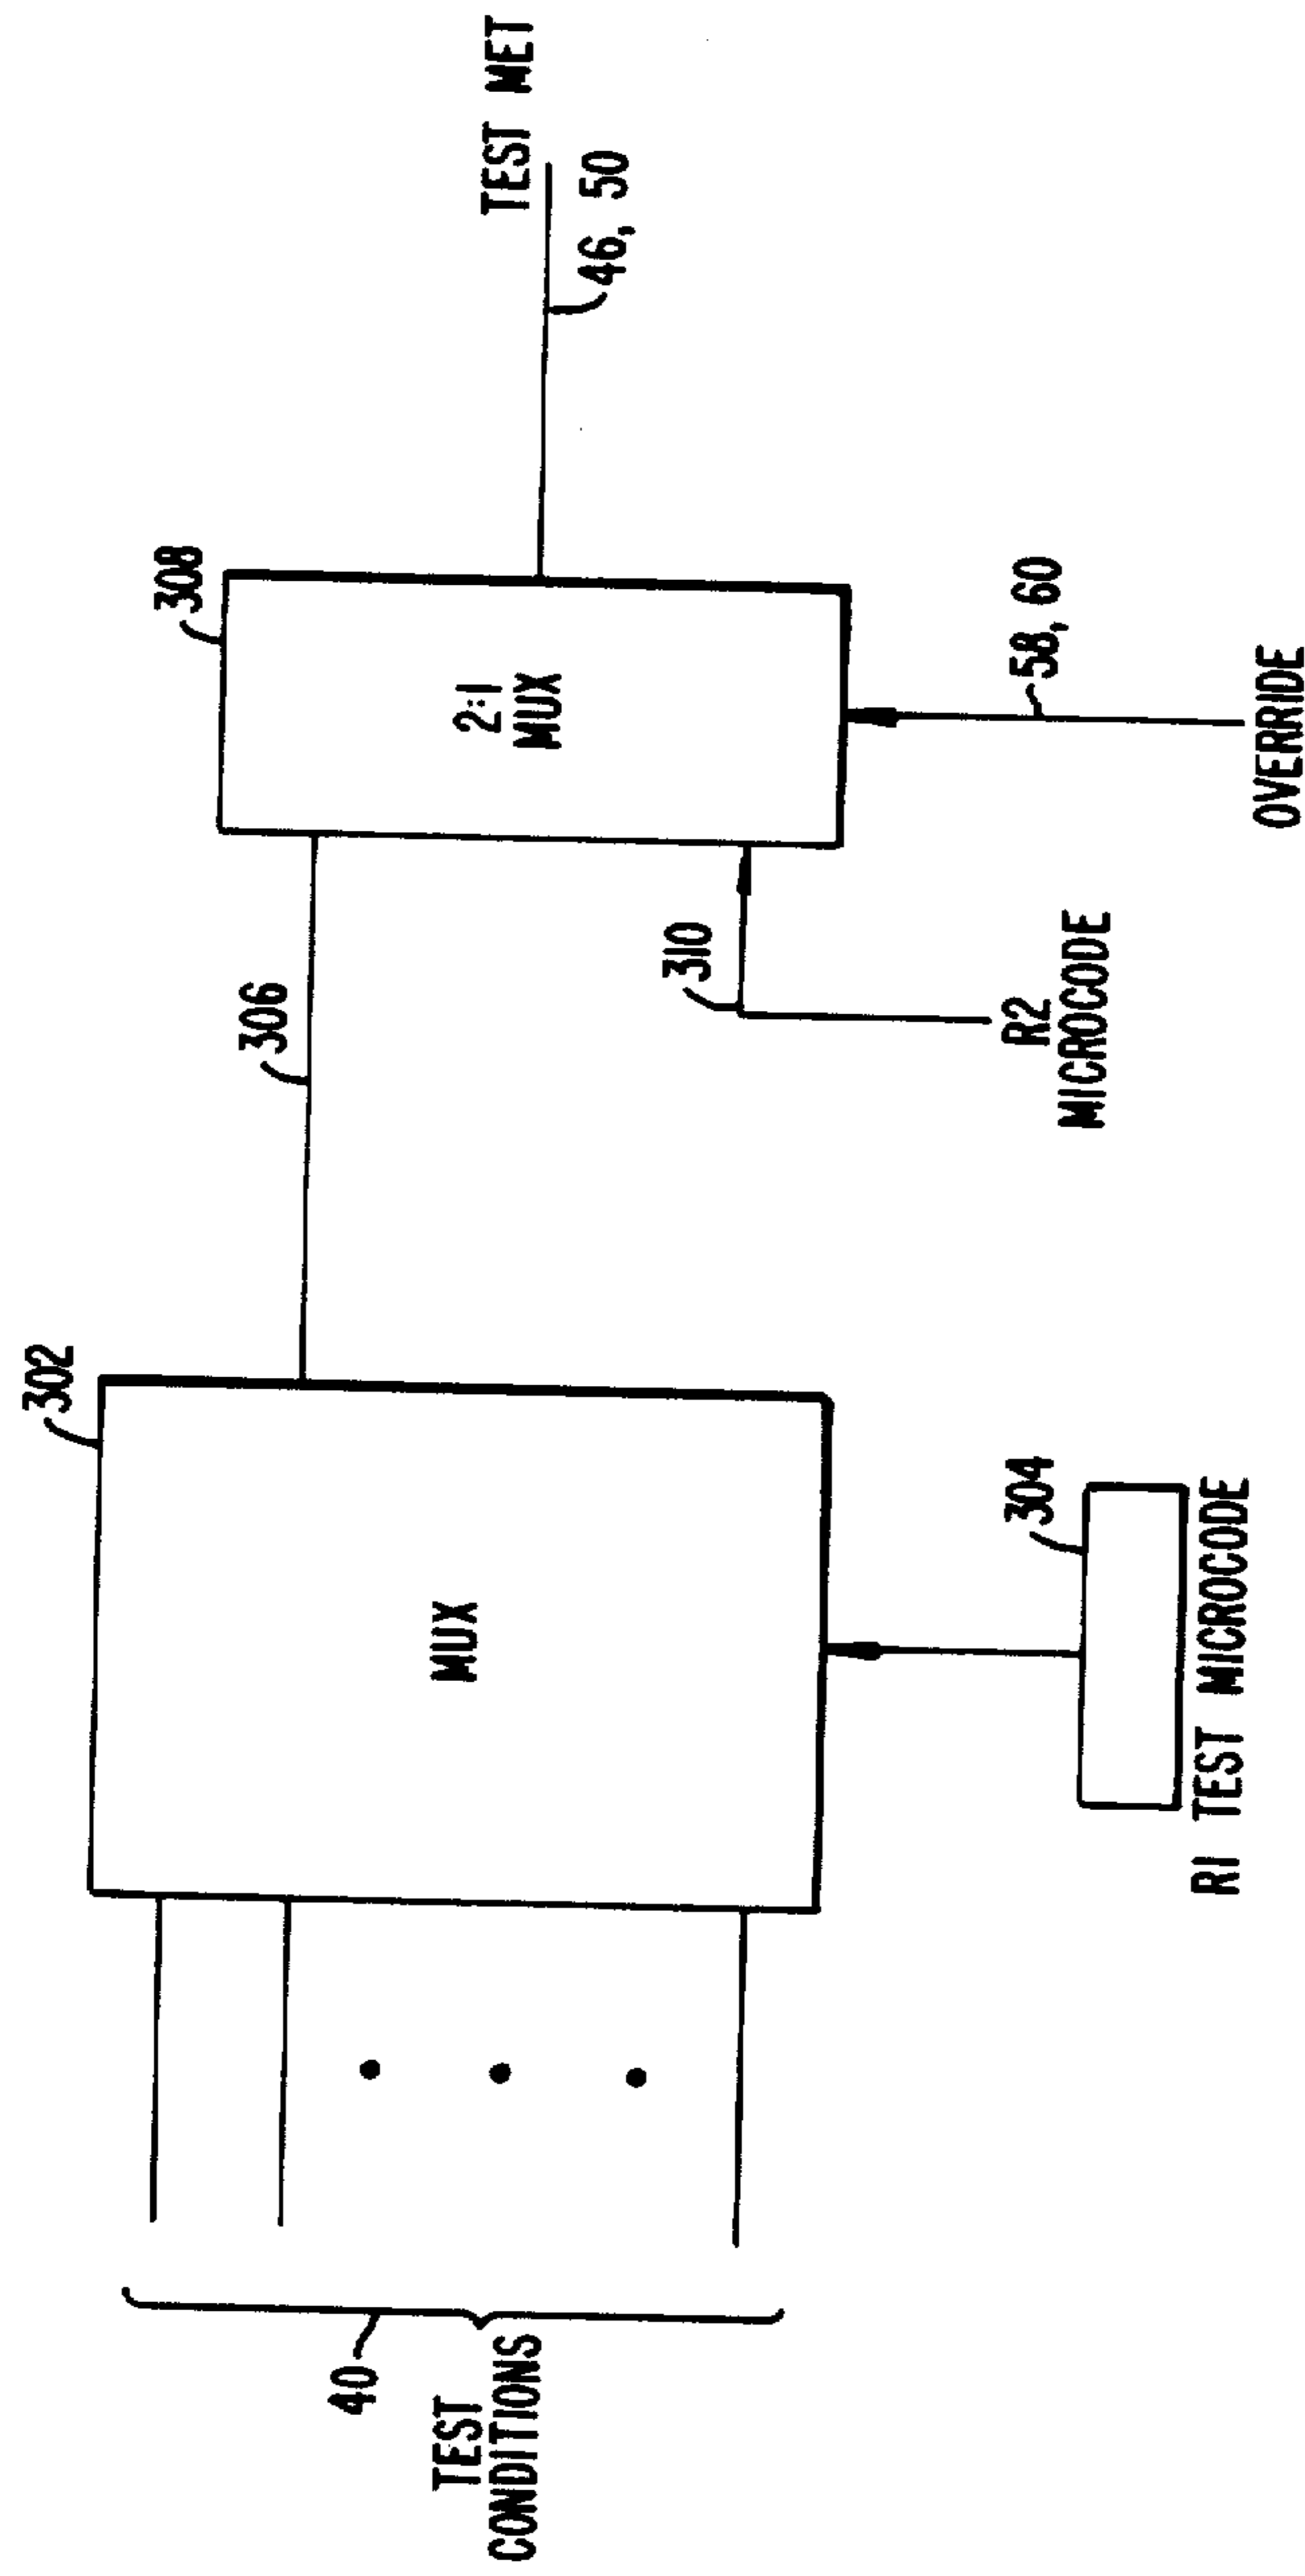 TEST
CONDITIONS
40
MUX
302
304
R1 TEST MICROCODE
306
2:1
MUX
308
310
R2
MICROCODE
58, 60
OVERRIDE
TEST MET
46, 50